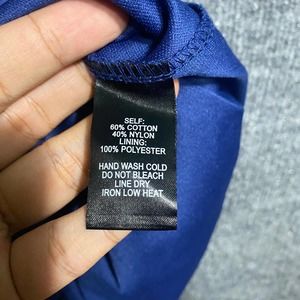 SELF:
60% COTTON
40% NYLON
LINING:
100% POLYESTER
HAND WASH COLD
DO NOT BLEACH
LINE DRY
IRON LOW HEAT